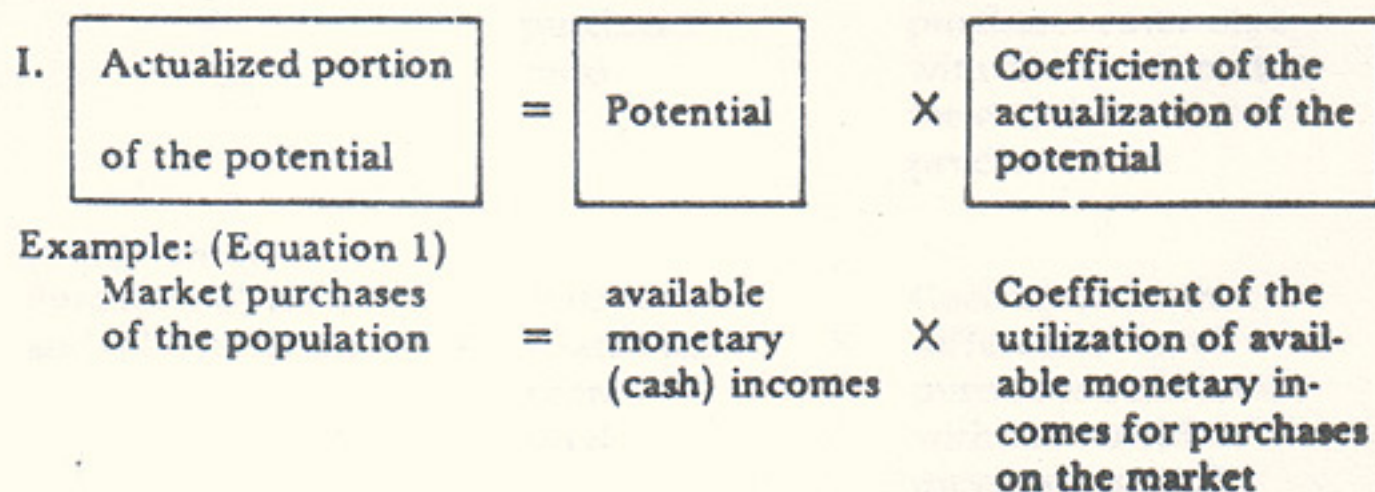 I. Actualized portion of the potential = Potential X Coefficient of the actualization of the potential
Example: (Equation 1)
Market purchases of the population = available monetary (cash) incomes X Coefficient of the utilization of avail-
able monetary in-
comes for purchases
on the market